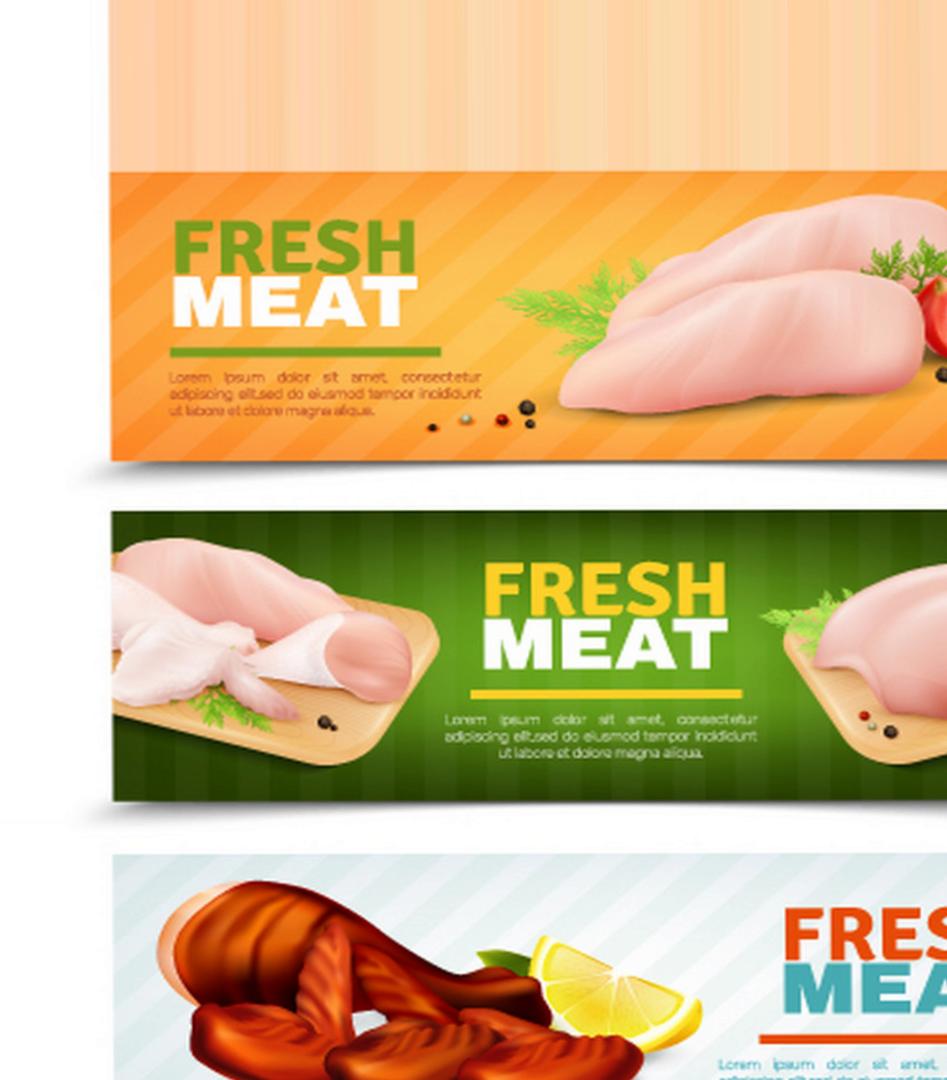 FRESH
MEAT
Lorem ipsum dolor sit amet, consectetur
adipiscing elit,sed do eiusmod tempor incididunt
ut labore et dolore magna aliqua.
FRESH
MEAT
Lorem ipsum dolor sit amet, consectetur
adipiscing elit,sed do eiusmod tempor incididunt
ut labore et dolore magna aliqua.
FRES
MEA
Lorem ipsum dolor sit amet,